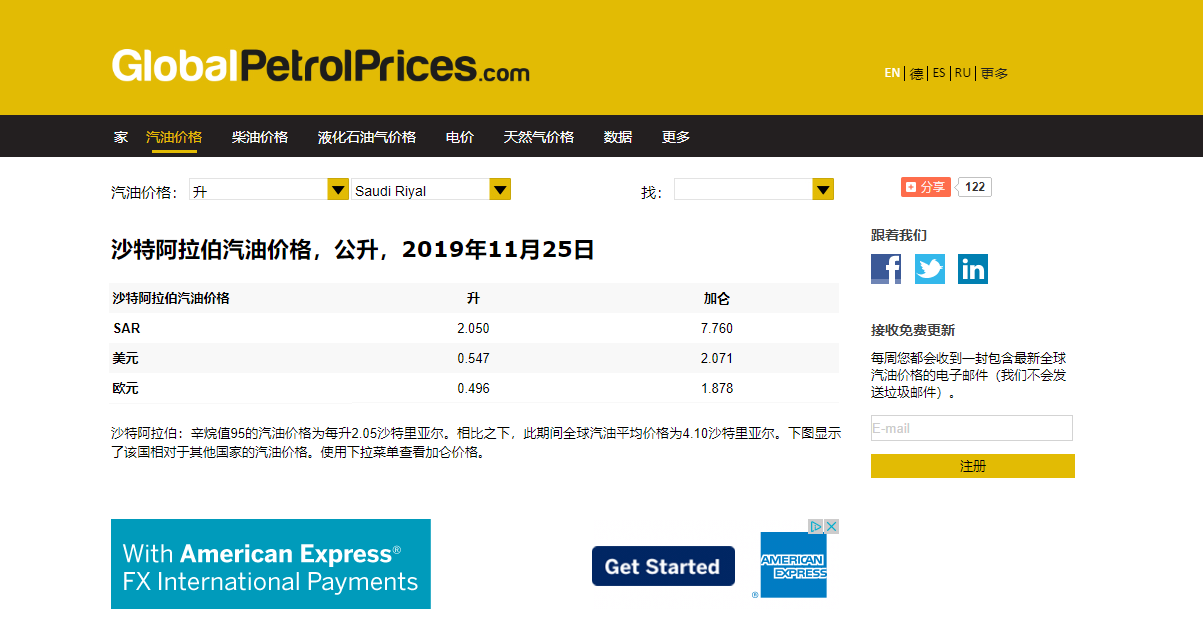 GlobalPetrolPrices.com
EN | 德 | ES | RU | 更多
家 汽油价格 柴油价格 液化石油气价格 电价 天然气价格 数据 更多
汽油价格： 升 Saudi Riyal 找：
分享 122
跟着我们
沙特阿拉伯汽油价格，公升，2019年11月25日
沙特阿拉伯汽油价格 升 加仑
SAR 2.050 7.760
美元 0.547 2.071
欧元 0.496 1.878
沙特阿拉伯：辛烷值95的汽油价格为每升2.05沙特里亚尔。相比之下，此期间全球汽油平均价格为4.10沙特里亚尔。下图显示
了该国相对于其他国家的汽油价格。使用下拉菜单查看加仑价格。
接收免费更新
每周您都会收到一封包含最新全球
汽油价格的电子邮件（我们不会发
送垃圾邮件）。
E-mail
注册
With American Express®
FX International Payments
Get Started
AMERICAN
EXPRESS
®